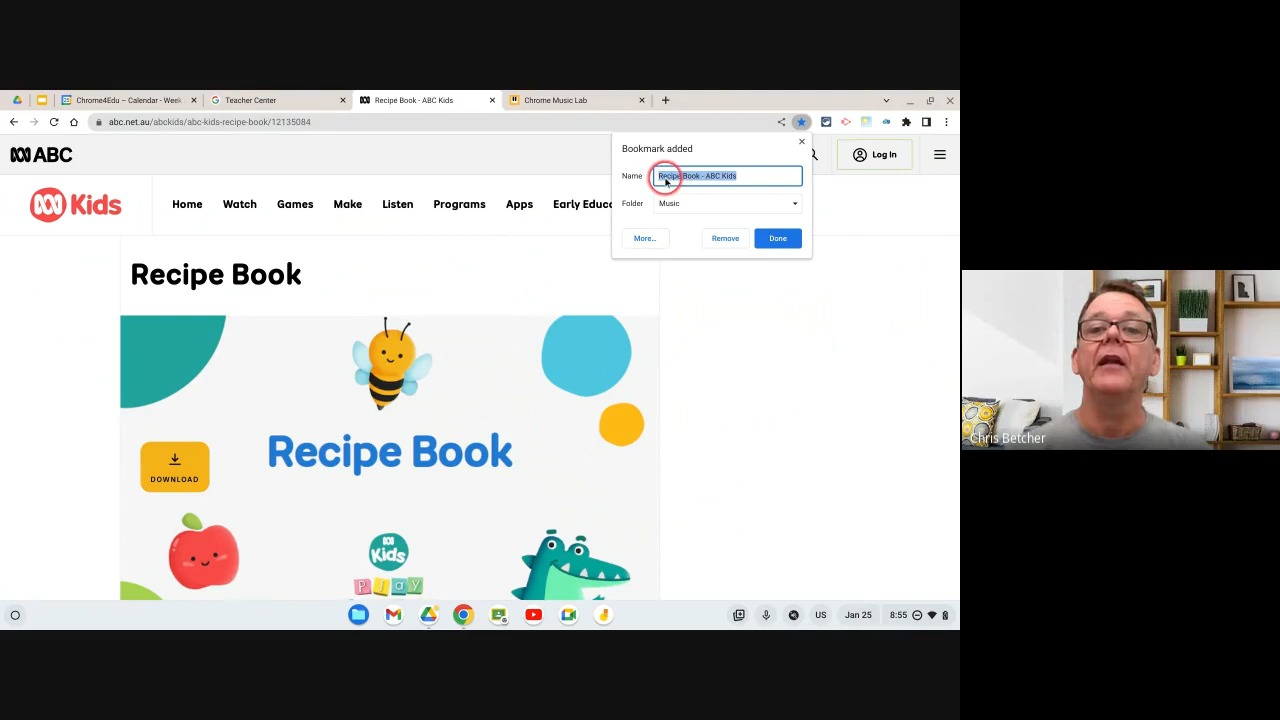 Chrome4Edu – Calendar - Week
Teacher Center
Recipe Book - ABC Kids
Chrome Music Lab
abc.net.au/abckids/abc-kids-recipe-book/12135084
ABC
Log In
Bookmark added
Name
Recipe Book - ABC Kids
Folder
Music
More...
Remove
Done
Kids
Home
Watch
Games
Make
Listen
Programs
Apps
Early Educ
Recipe Book
Recipe Book
DOWNLOAD
Kids
Play
Chris Betcher
US
Jan 25
8:55